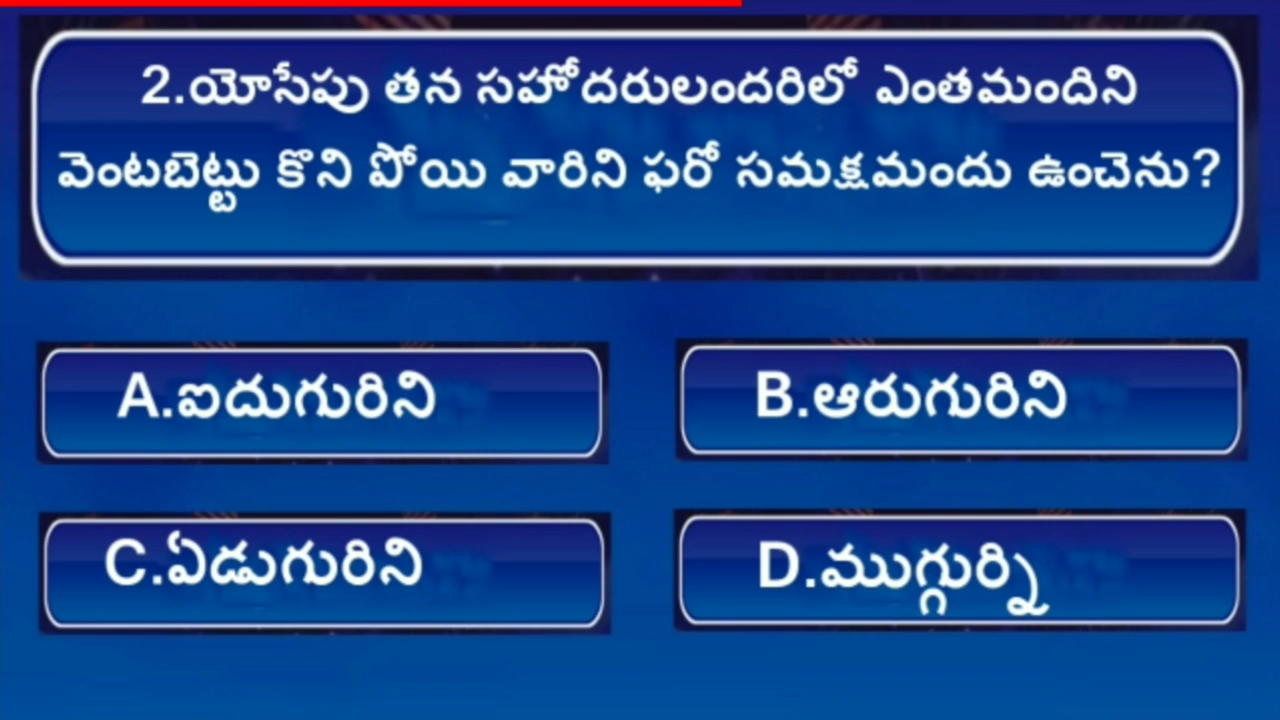 2.యోసేపు తన సహోదరులందరిలో ఎంతమందిని
వెంటబెట్టు కొని పోయి వారిని ఫరో సమక్షమందు ఉంచెను?
A.ఐదుగురిని
B.ఆరుగురిని
C.ఏడుగురిని
D.ముగ్గుర్ని